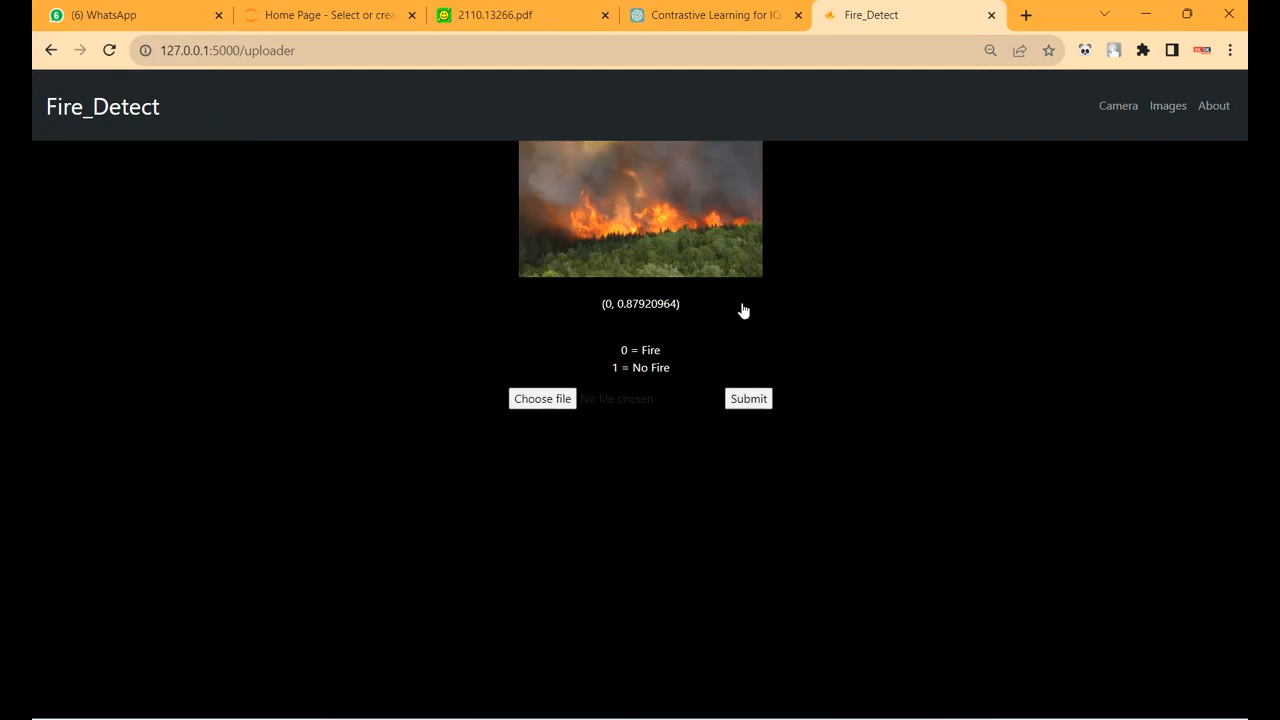 (6) WhatsApp
Home Page - Select or crea
2110.13266.pdf
Contrastive Learning for IQ
Fire_Detect
127.0.0.1:5000/uploader
Fire_Detect
Camera Images About
(0, 0.87920964)
0 = Fire
1 = No Fire
Choose file No file chosen Submit